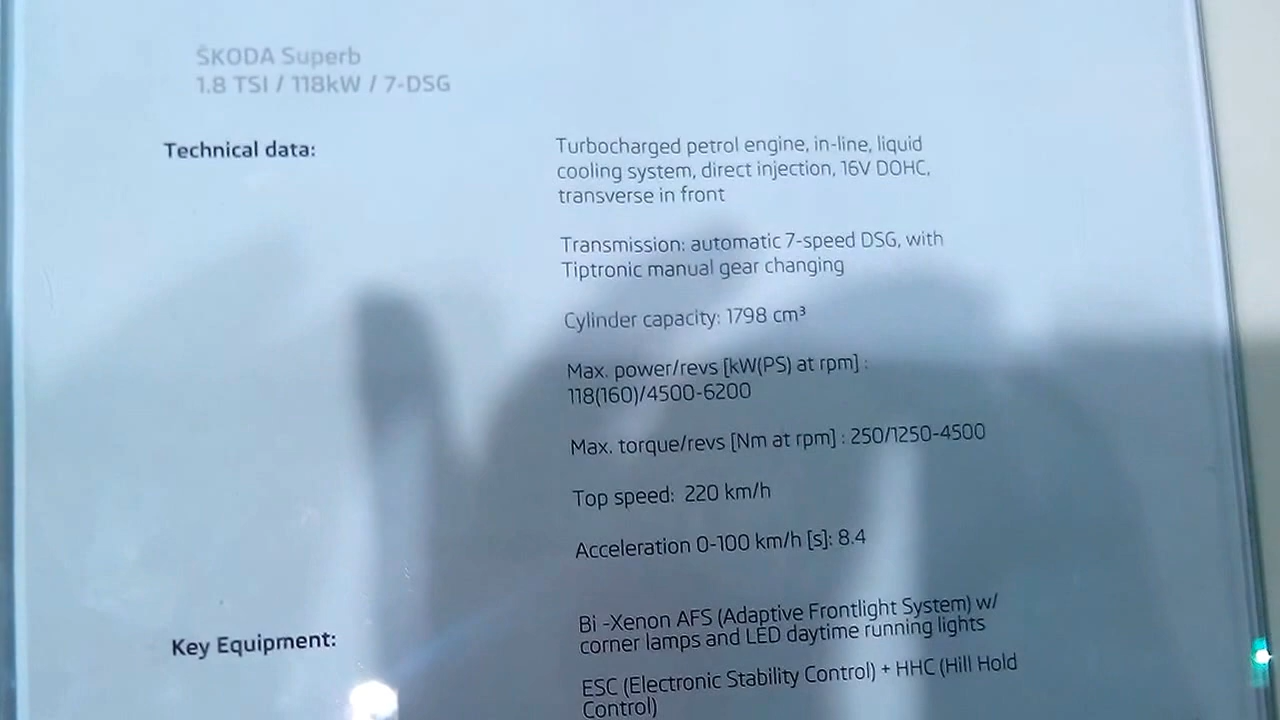 ŠKODA Superb
1.8 TSI / 118kW / 7-DSG
Technical data:
Turbocharged petrol engine, in-line, liquid
cooling system, direct injection, 16V DOHC,
transverse in front
Transmission: automatic 7-speed DSG, with
Tiptronic manual gear changing
Cylinder capacity: 1798 cm³
Max. power/revs [kW(PS) at rpm] :
118(160)/4500-6200
Max. torque/revs [Nm at rpm] : 250/1250-4500
Top speed: 220 km/h
Acceleration 0-100 km/h [s]: 8.4
Key Equipment:
Bi -Xenon AFS (Adaptive Frontlight System) w/
corner lamps and LED daytime running lights
ESC (Electronic Stability Control) + HHC (Hill Hold
Control)